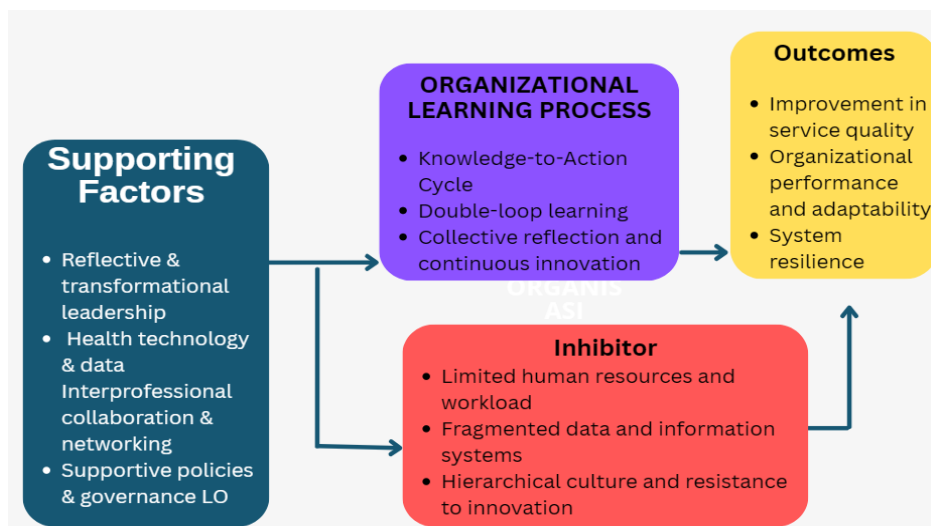 Supporting
Factors
• Reflective &
transformational
leadership
• Health technology
& data
Interprofessional
collaboration &
networking
• Supportive policies
& governance LO
ORGANIZATIONAL
LEARNING PROCESS
• Knowledge-to-Action
Cycle
• Double-loop learning
• Collective reflection and
continuous innovation
ORGANIS
ASI
Inhibitor
• Limited human resources and
workload
• Fragmented data and information
systems
• Hierarchical culture and resistance
to innovation
Outcomes
• Improvement in
service quality
• Organizational
performance
and adaptability
• System
resilience